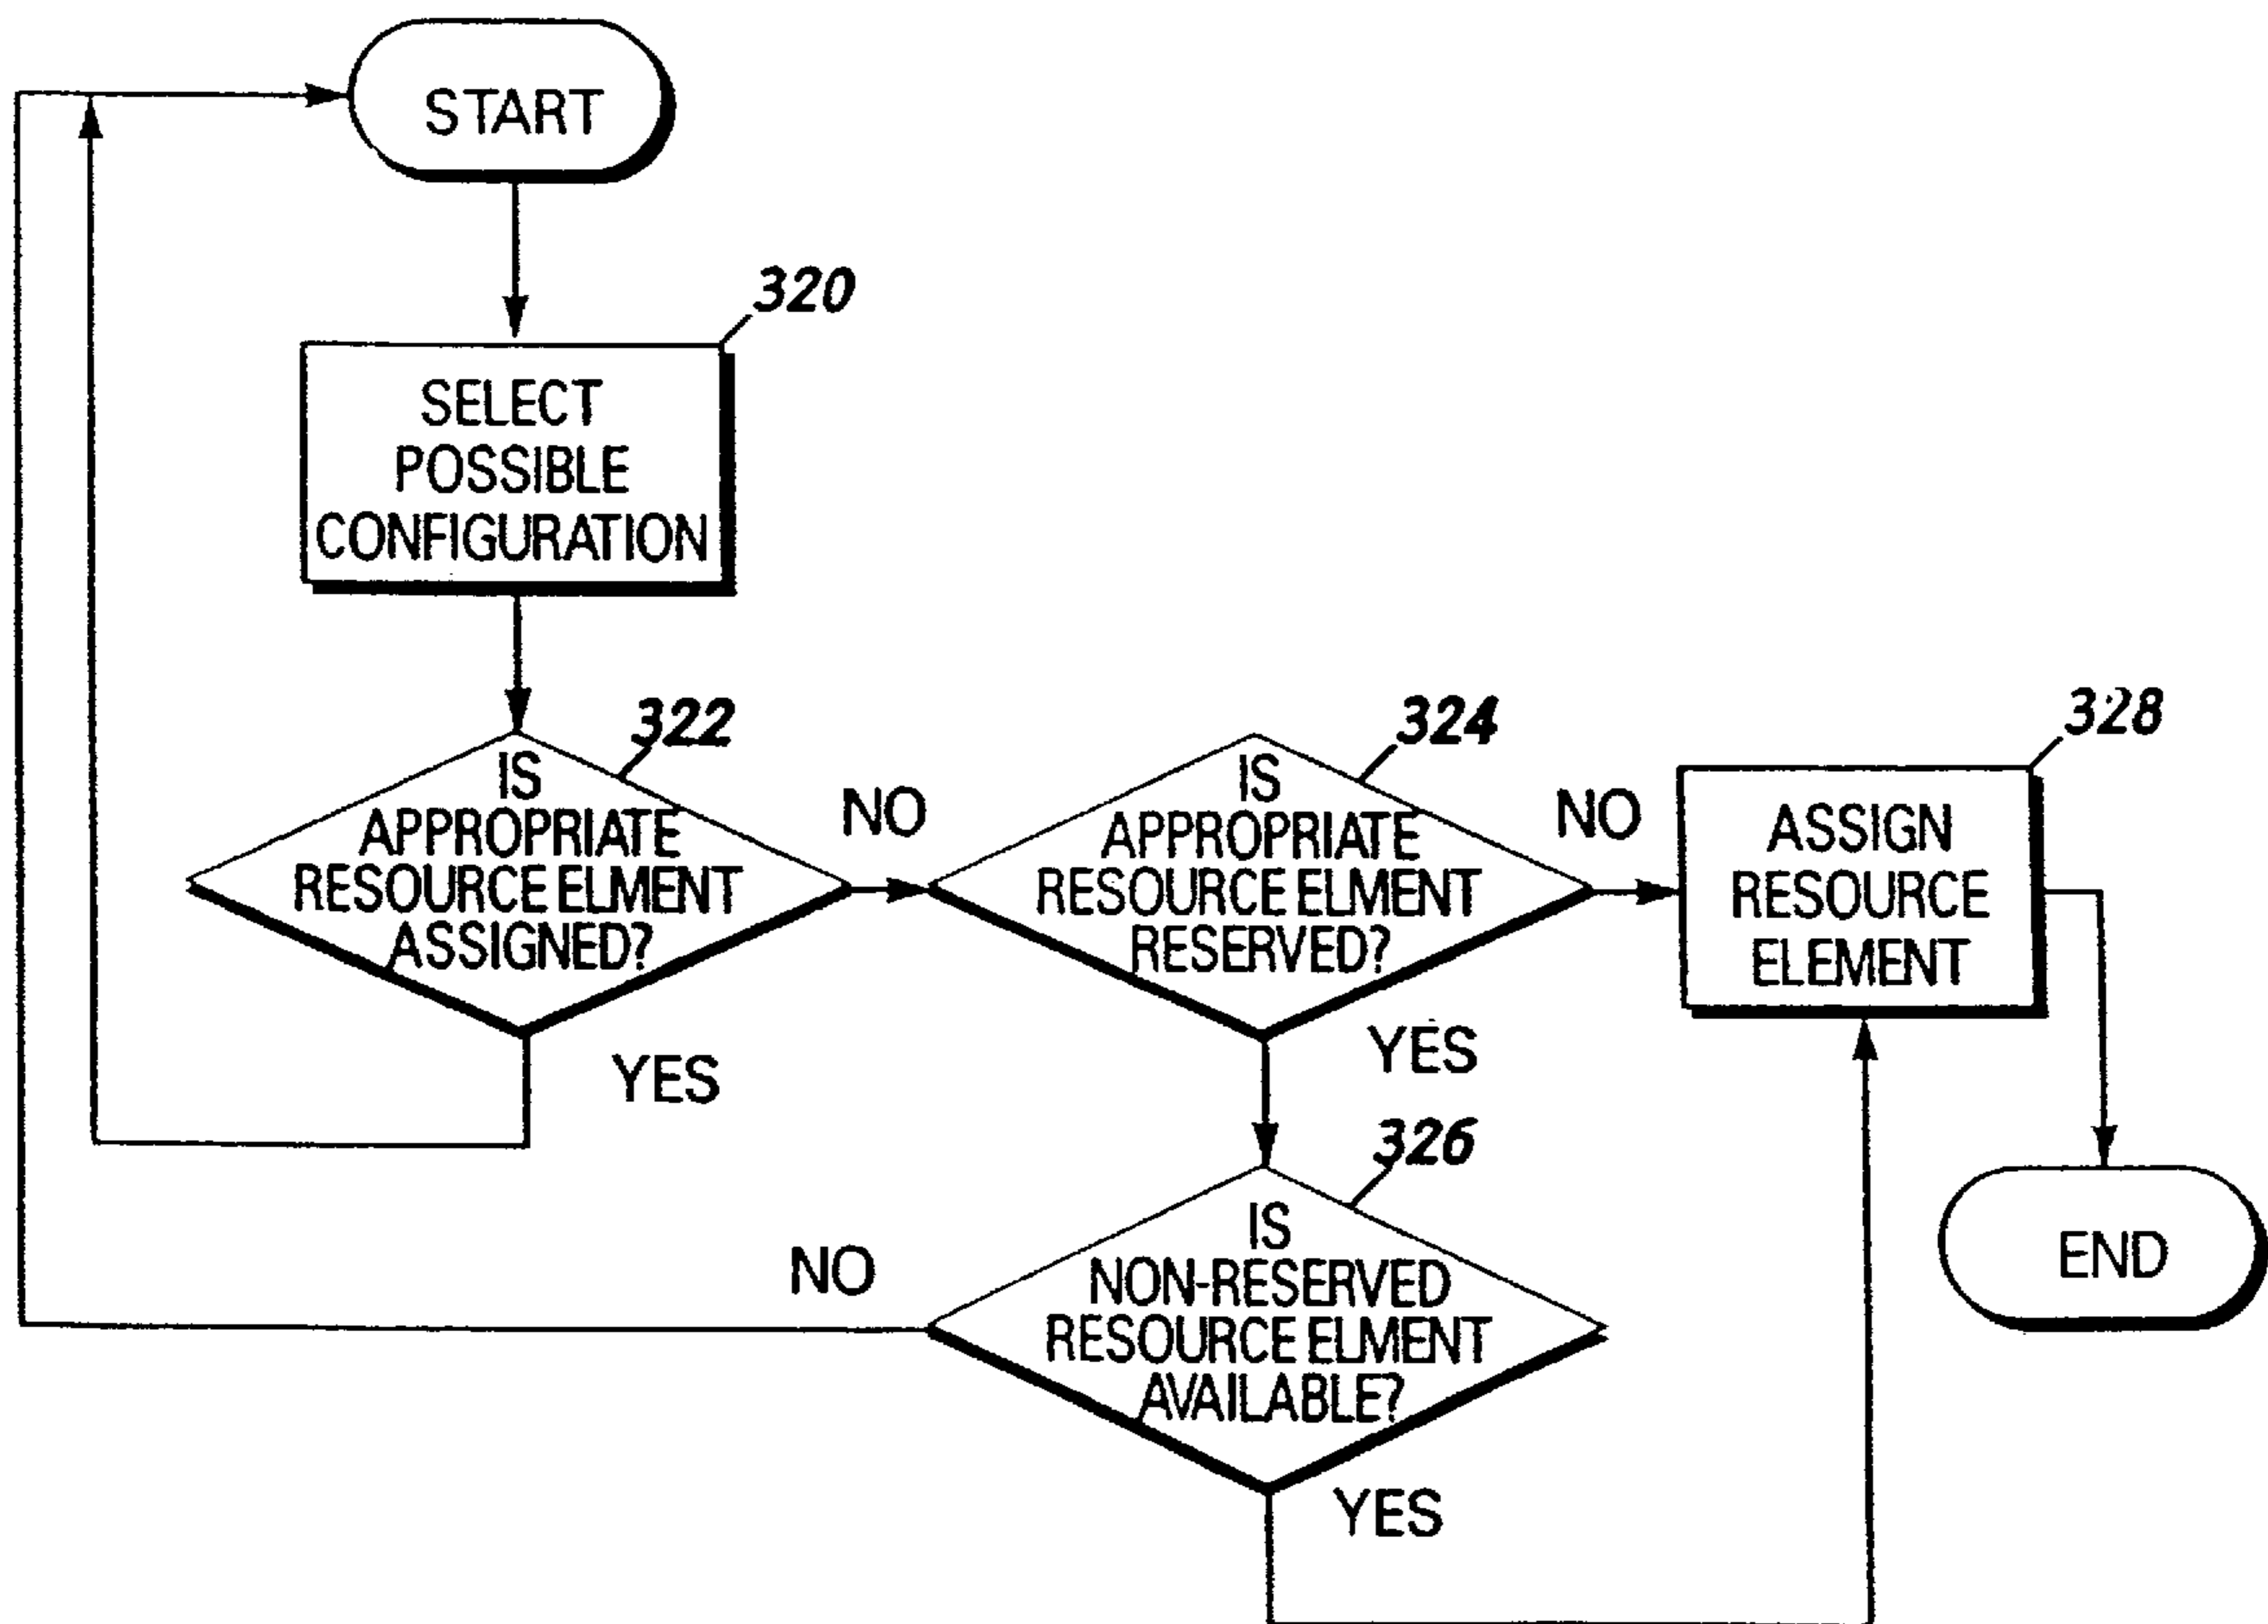 START
320
SELECT
POSSIBLE
CONFIGURATION
322
IS
APPROPRIATE
RESOURCE ELMENT
ASSIGNED?
NO
YES
324
IS
APPROPRIATE
RESOURCE ELMENT
RESERVED?
NO
YES
328
ASSIGN
RESOURCE
ELEMENT
326
IS
NON-RESERVED
RESOURCE ELMENT
AVAILABLE?
NO
YES
END